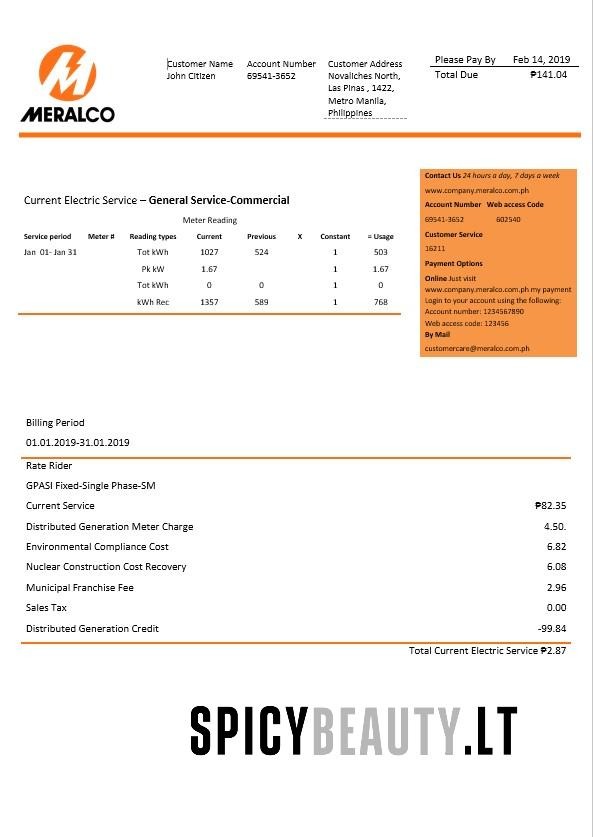 MERALCO
Customer Name Account Number Customer Address
John Citizen 69541-3652 Novaliches North,
Las Pinas , 1422,
Metro Manila,
Philippines
Please Pay By Feb 14, 2019
Total Due ₱141.04
Current Electric Service – General Service-Commercial
Meter Reading
Service period Meter # Reading types Current Previous X Constant = Usage
Jan 01- Jan 31 Tot kWh 1027 524 1 503
Pk kW 1.67 1 1.67
Tot kWh 0 0 1 0
kWh Rec 1357 589 1 768
Contact Us 24 hours a day, 7 days a week
www.company.meralco.com.ph
Account Number Web access Code
69541-3652 602540
Customer Service
16211
Payment Options
Online Just visit
www.company.meralco.com.ph my payment
Login to your account using the following:
Account number: 1234567890
Web access code: 123456
By Mail
customercare@meralco.com.ph
Billing Period
01.01.2019-31.01.2019
Rate Rider
GPASI Fixed-Single Phase-SM
Current Service ₱82.35
Distributed Generation Meter Charge 4.50.
Environmental Compliance Cost 6.82
Nuclear Construction Cost Recovery 6.08
Municipal Franchise Fee 2.96
Sales Tax 0.00
Distributed Generation Credit -99.84
Total Current Electric Service ₱2.87
SPICYBEAUTY.LT